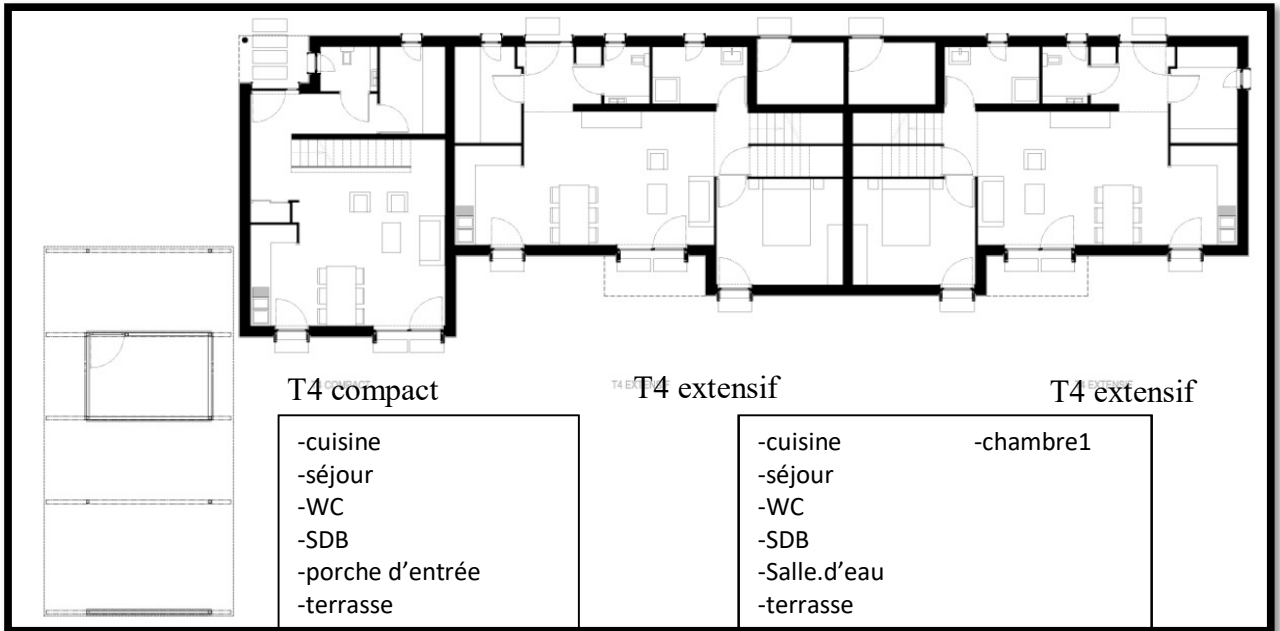 T4 compact
T4 extensif
T4 extensif
-cuisine
-séjour
-WC
-SDB
-porche d’entrée
-terrasse
-cuisine -chambre1
-séjour
-WC
-SDB
-Salle.d’eau
-terrasse